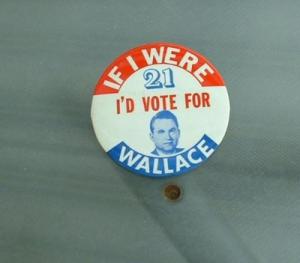 IF I WERE
21
I'D VOTE FOR
WALLACE